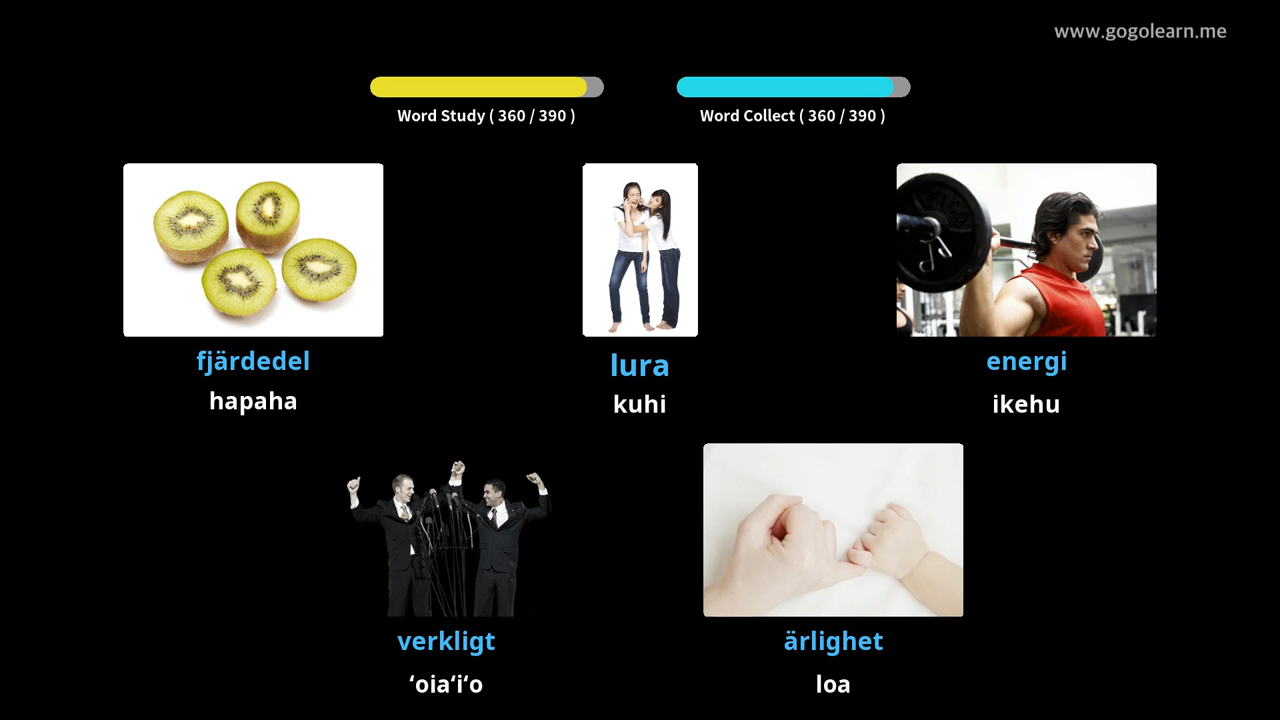 www.gogolearn.me
Word Study ( 360 / 390 )
Word Collect ( 360 / 390 )
fjärdedel
hapaha
lura
kuhi
energi
ikehu
verkligt
ʻoiaʻiʻo
ärlighet
loa